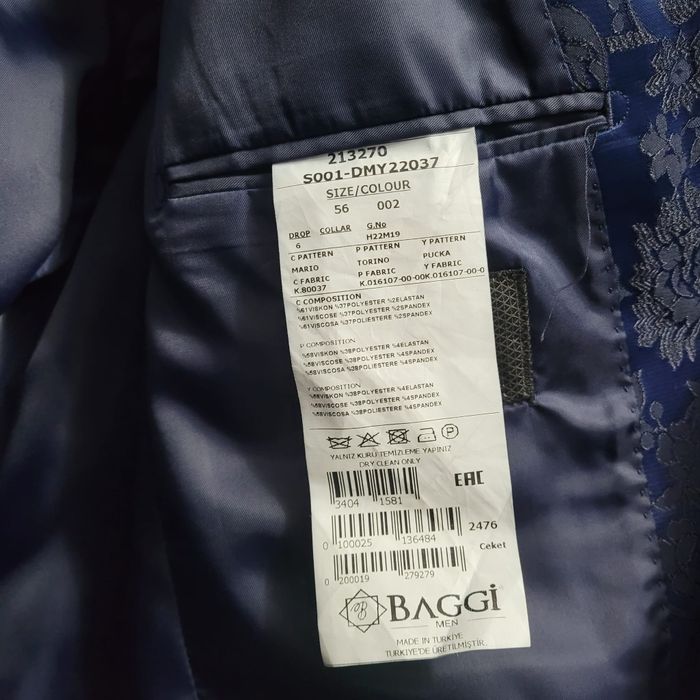 213270
S001-DMY22037
SIZE/COLOUR
56 002
DROP COLLAR G.No
6 H22M19
C PATTERN P PATTERN Y PATTERN
MARIO TORINO PUCKA
C FABRIC P FABRIC Y FABRIC
K.80037 K.016107-00-00 K.016107-00-0
C COMPOSITION
%61VISKON %37POLYESTER %2ELASTAN
%61VISCOSE %37POLYESTER %2SPANDEX
%61VISCOSA %37POLIESTERE %2SPANDEX
P COMPOSITION
%58VISKON %38POLYESTER %4ELASTAN
%58VISCOSE %38POLYESTER %4SPANDEX
%58VISCOSA %38POLIESTERE %4SPANDEX
Y COMPOSITION
%58VISKON %38POLYESTER %4ELASTAN
%58VISCOSE %38POLYESTER %4SPANDEX
%58VISCOSA %38POLIESTERE %4SPANDEX
P
YALNIZ KURU TEMİZLEME YAPINIZ
DRY CLEAN ONLY
3404 1581
EAC
0 100025 136484
2476
Ceket
0 200019 279279
BAGGİ
MEN
MADE IN TURKIYE
TURKIYE'DE ÜRETİLMİŞTİR.